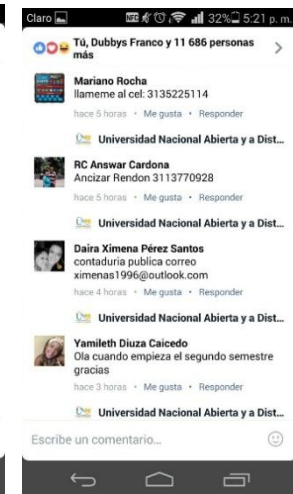 Claro 32% 5:21 p. m.
Tú, Dubbys Franco y 11 686 personas
más
Mariano Rocha
llameme al cel: 3135225114
hace 5 horas • Me gusta • Responder
Universidad Nacional Abierta y a Dist...
RC Answar Cardona
Ancizar Rendon 3113770928
hace 5 horas • Me gusta • Responder
Universidad Nacional Abierta y a Dist...
Daira Ximena Pérez Santos
contaduria publica correo
ximenas1996@outlook.com
hace 4 horas • Me gusta • Responder
Universidad Nacional Abierta y a Dist...
Yamileth Diuza Caicedo
Ola cuando empieza el segundo semestre
gracias
hace 3 horas • Me gusta • Responder
Universidad Nacional Abierta y a Dist...
Escribe un comentario...